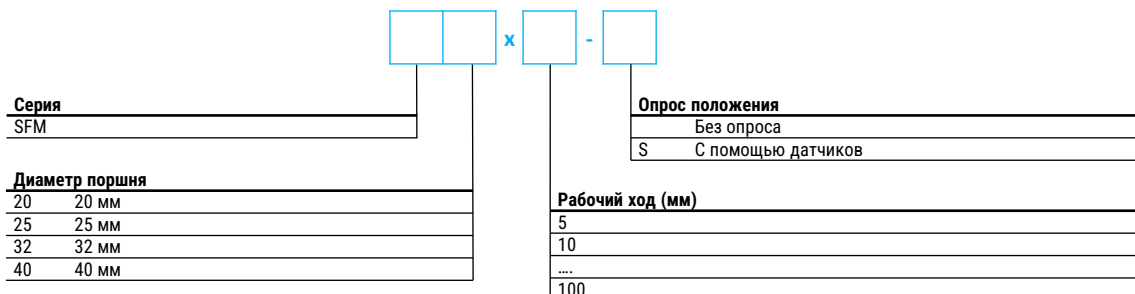 x -
Серия
SFM
Диаметр поршня
20 20 мм
25 25 мм
32 32 мм
40 40 мм
Опрос положения
Без опроса
S С помощью датчиков
Рабочий ход (мм)
5
10
....
100